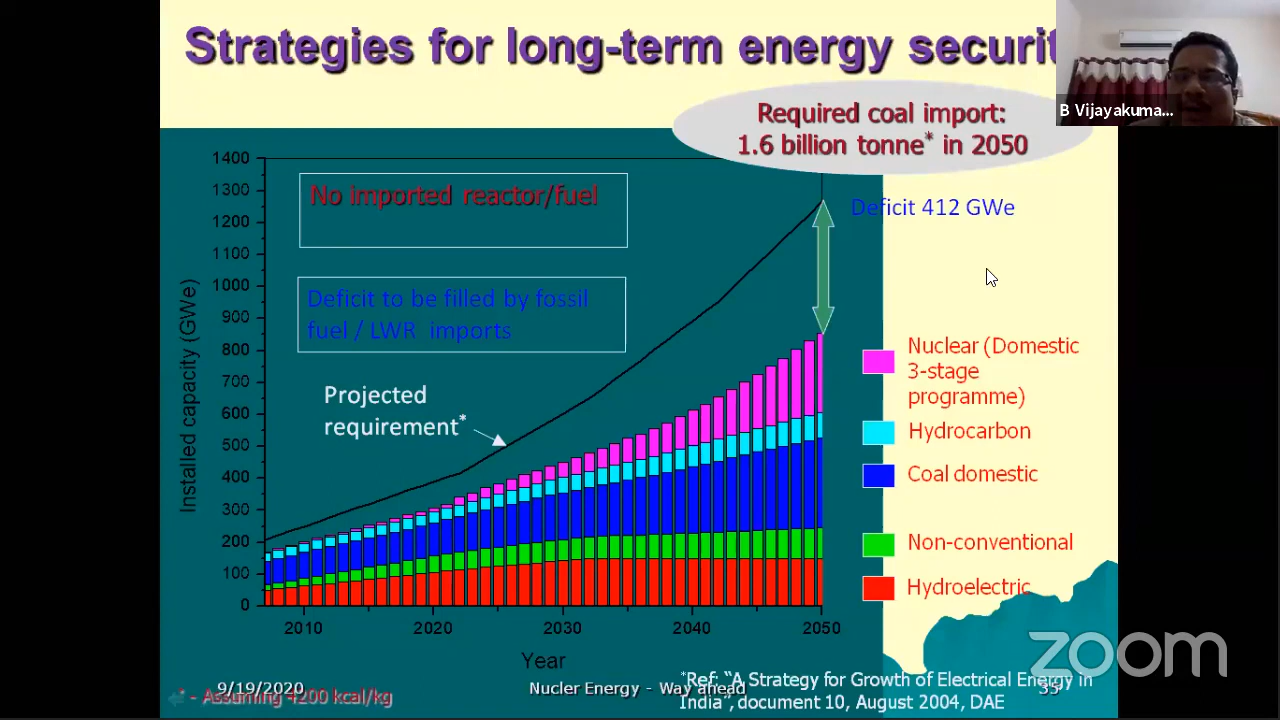 Strategies for long-term energy securit
B Vijayakuma...
Required coal import:
1.6 billion tonne* in 2050
1400
1300
1200
1100
1000
900
800
700
600
500
400
300
200
100
0
Installed capacity (GWe)
No imported reactor/fuel
Deficit to be filled by fossil
fuel / LWR imports
Projected
requirement*
Deficit 412 GWe
Nuclear (Domestic
3-stage
programme)
Hydrocarbon
Coal domestic
Non-conventional
Hydroelectric
2010 2020 2030 2040 2050
Year
zoom
9/19/2020
* - Assuming 4200 kcal/kg
Nucler Energy - Way ahead
35
*Ref: “A Strategy for Growth of Electrical Energy in
India”, document 10, August 2004, DAE